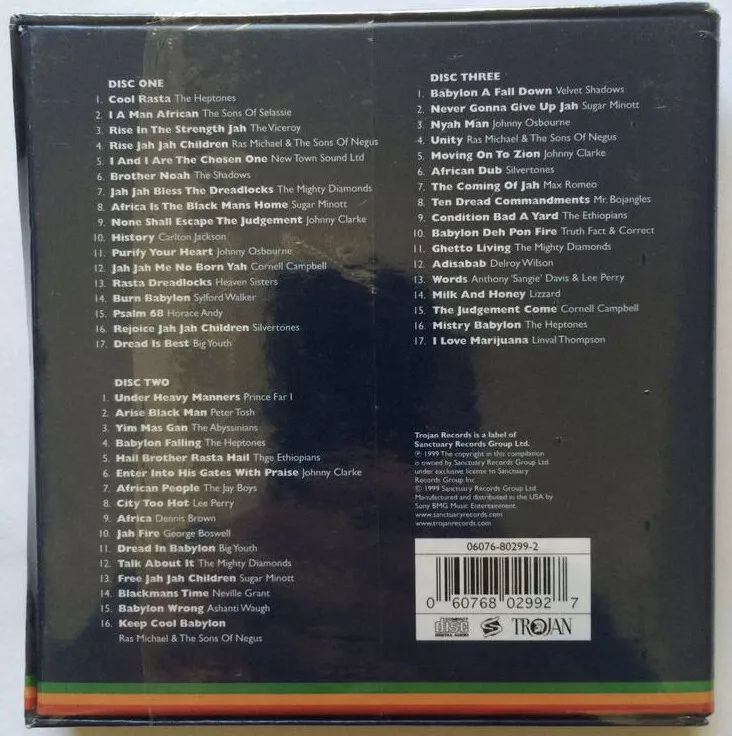 DISC ONE
1. Cool Rasta The Heptones
2. I A Man African The Sons Of Selassie
3. Rise In The Strength Jah The Viceroy
4. Rise Jah Jah Children Ras Michael & The Sons Of Negus
5. I And I Are The Chosen One New Town Sound Ltd
6. Brother Noah The Shadows
7. Jah Jah Bless The Dreadlocks The Mighty Diamonds
8. Africa Is The Black Mans Home Sugar Minott
9. None Shall Escape The Judgement Johnny Clarke
10. History Carlton Jackson
11. Purify Your Heart Johnny Osbourne
12. Jah Jah Me No Born Yah Cornell Campbell
13. Rasta Dreadlocks Heaven Sisters
14. Burn Babylon Sylford Walker
15. Psalm 68 Horace Andy
16. Rejoice Jah Jah Children Silvertones
17. Dread Is Best Big Youth
DISC TWO
1. Under Heavy Manners Prince Far I
2. Arise Black Man Peter Tosh
3. Yim Mas Gan The Abyssinians
4. Babylon Falling The Heptones
5. Hail Brother Rasta Hail Thge Ethiopians
6. Enter Into His Gates With Praise Johnny Clarke
7. African People The Jay Boys
8. City Too Hot Lee Perry
9. Africa Dennis Brown
10. Jah Fire George Boswell
11. Dread In Babylon Big Youth
12. Talk About It The Mighty Diamonds
13. Free Jah Jah Children Sugar Minott
14. Blackmans Time Neville Grant
15. Babylon Wrong Ashanti Waugh
16. Keep Cool Babylon
Ras Michael & The Sons Of Negus
DISC THREE
1. Babylon A Fall Down Velvet Shadows
2. Never Gonna Give Up Jah Sugar Minott
3. Nyah Man Johnny Osbourne
4. Unity Ras Michael & The Sons Of Negus
5. Moving On To Zion Johnny Clarke
6. African Dub Silvertones
7. The Coming Of Jah Max Romeo
8. Ten Dread Commandments Mr. Bojangles
9. Condition Bad A Yard The Ethiopians
10. Babylon Deh Pon Fire Truth Fact & Correct
11. Ghetto Living The Mighty Diamonds
12. Adisabab Delroy Wilson
13. Words Anthony 'Sangie' Davis & Lee Perry
14. Milk And Honey Lizzard
15. The Judgement Come Cornell Campbell
16. Mistry Babylon The Heptones
17. I Love Marijuana Linval Thompson
Trojan Records is a label of
Sanctuary Records Group Ltd.
℗ 1999 The copyright in this compilation
is owned by Sanctuary Records Group Ltd.
under exclusive license to Sanctuary
Records Group Inc
© 1999 Sanctuary Records Group Ltd.
Manufactured and distributed in the USA by
Sony BMG Music Entertainment.
www.sanctuaryrecords.com
www.trojanrecords.com
06076-80299-2
0 60768 02992 7
COMPACT disc DIGITAL AUDIO TROJAN